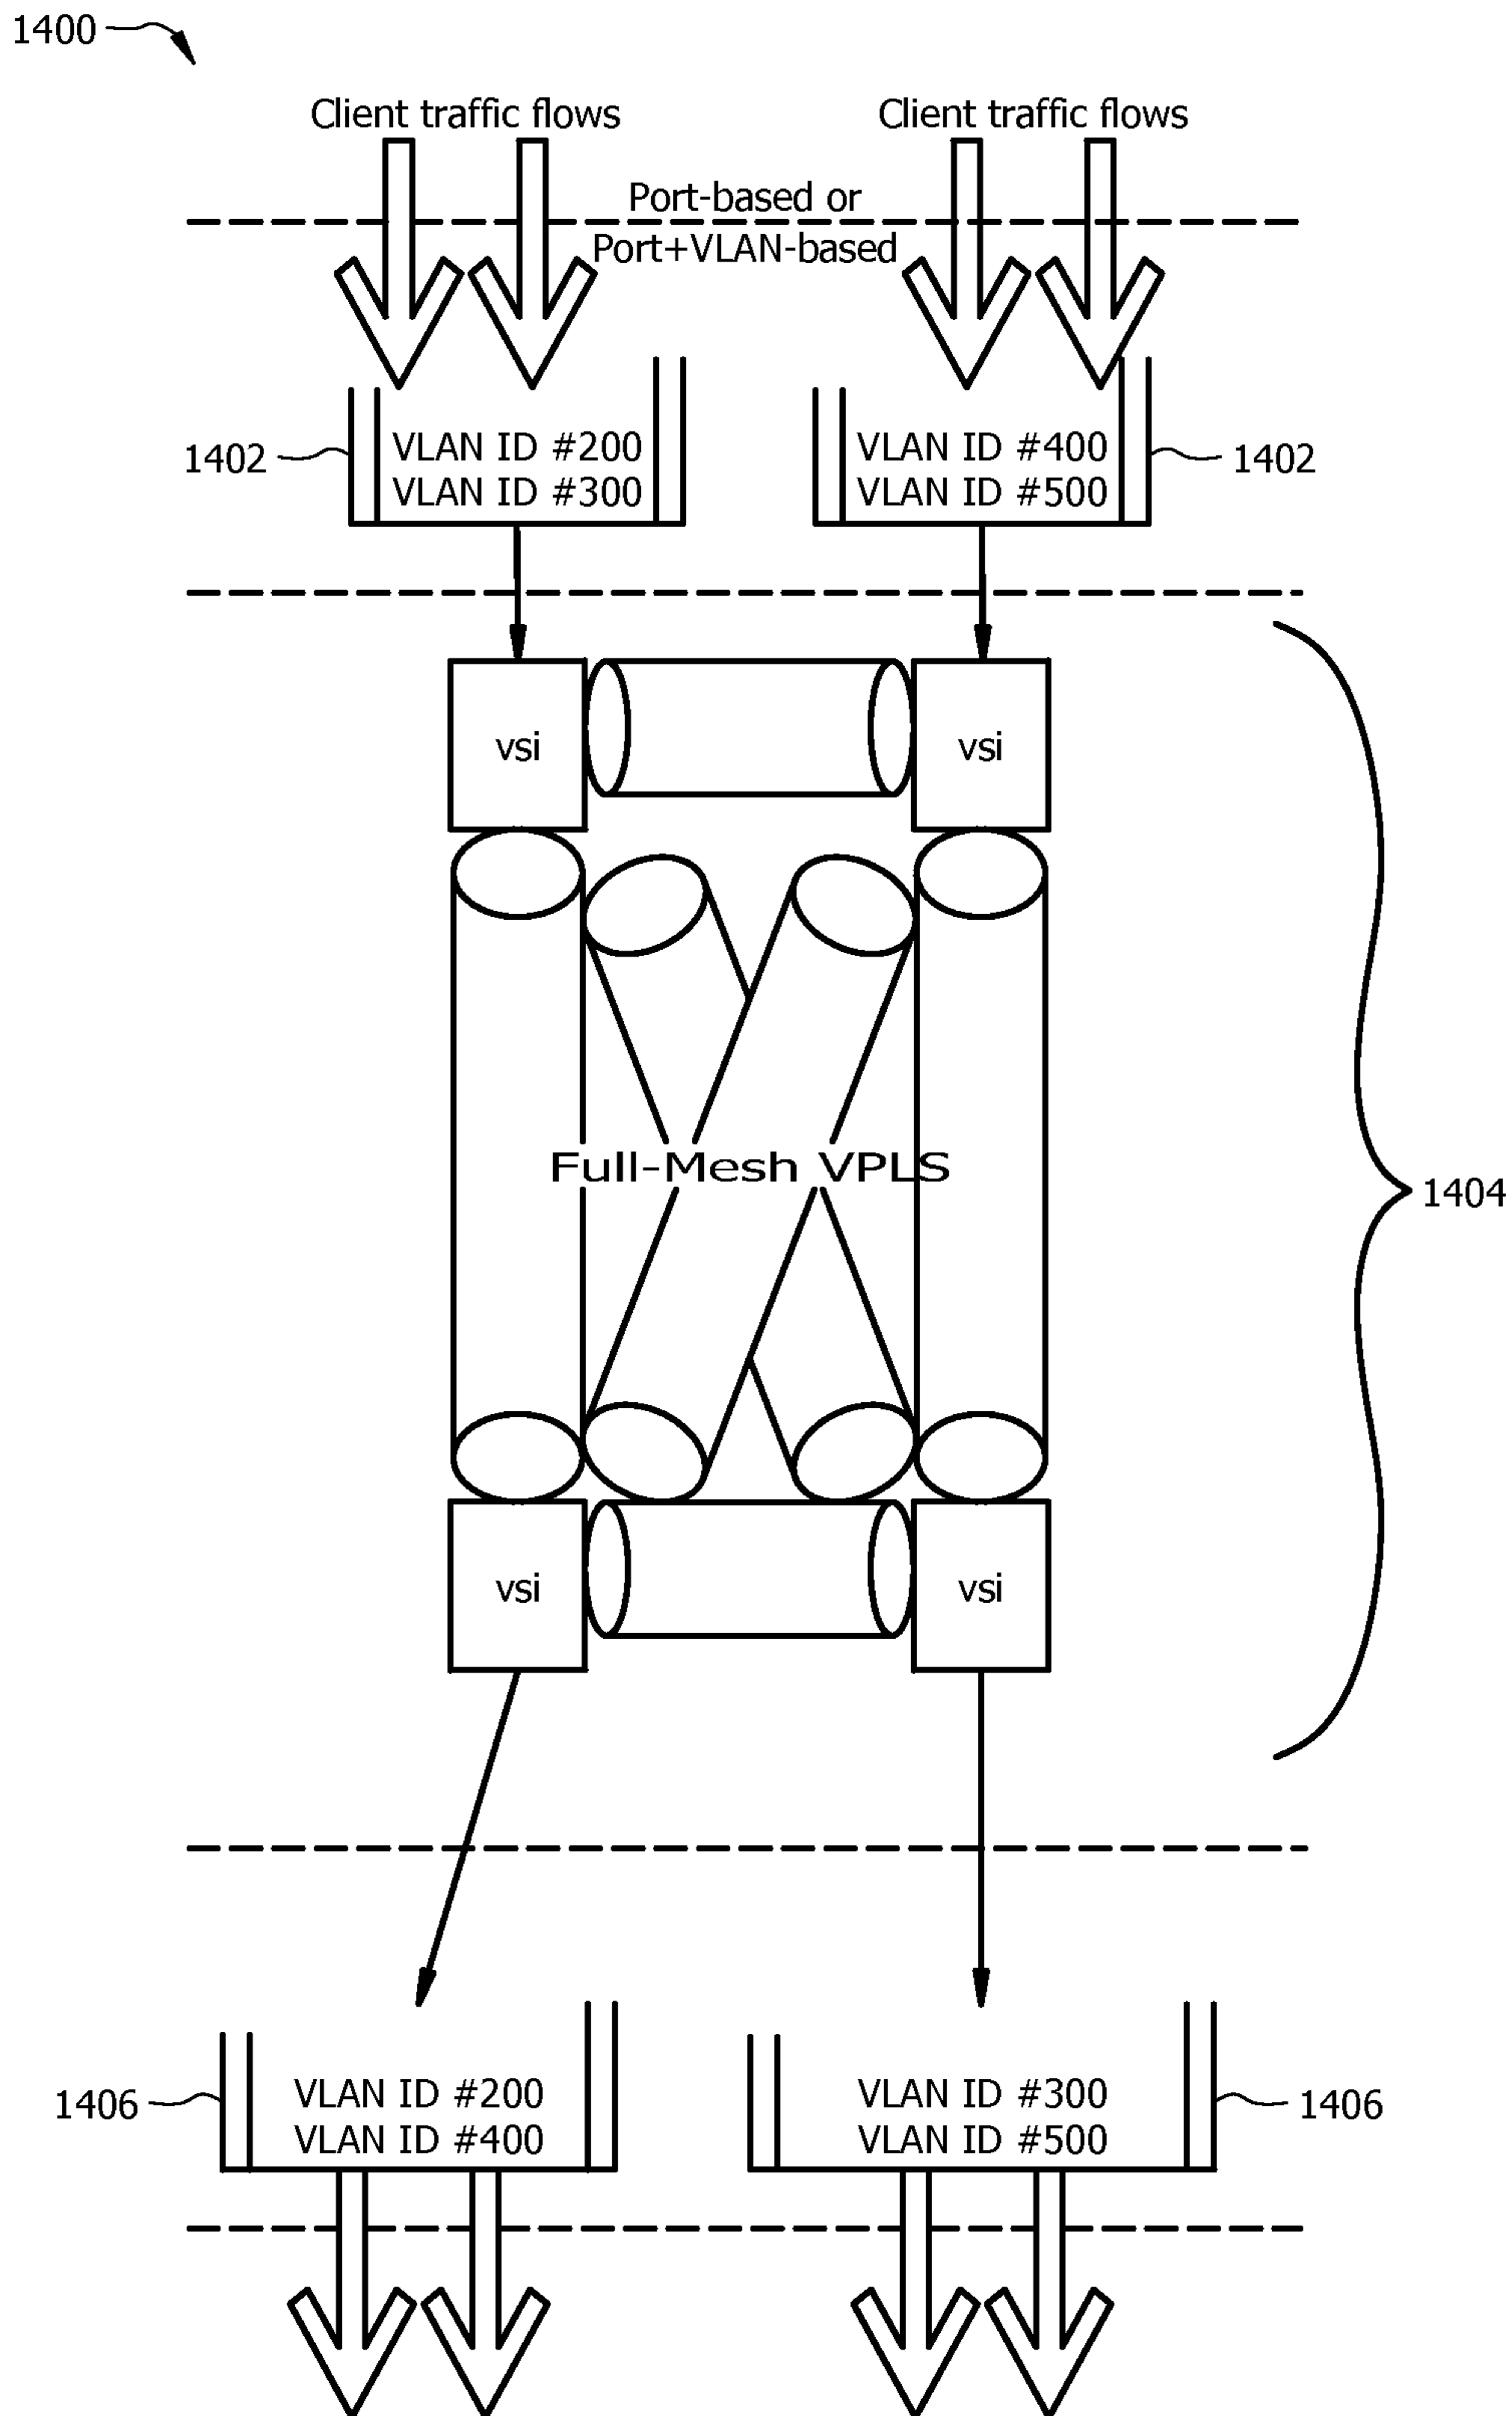 1400
Client traffic flows
Client traffic flows
Port-based or
Port+VLAN-based
1402
VLAN ID #200
VLAN ID #300
VLAN ID #400
VLAN ID #500
1402
vsi
vsi
Full-Mesh VPLS
1404
vsi
vsi
1406
VLAN ID #200
VLAN ID #400
VLAN ID #300
VLAN ID #500
1406